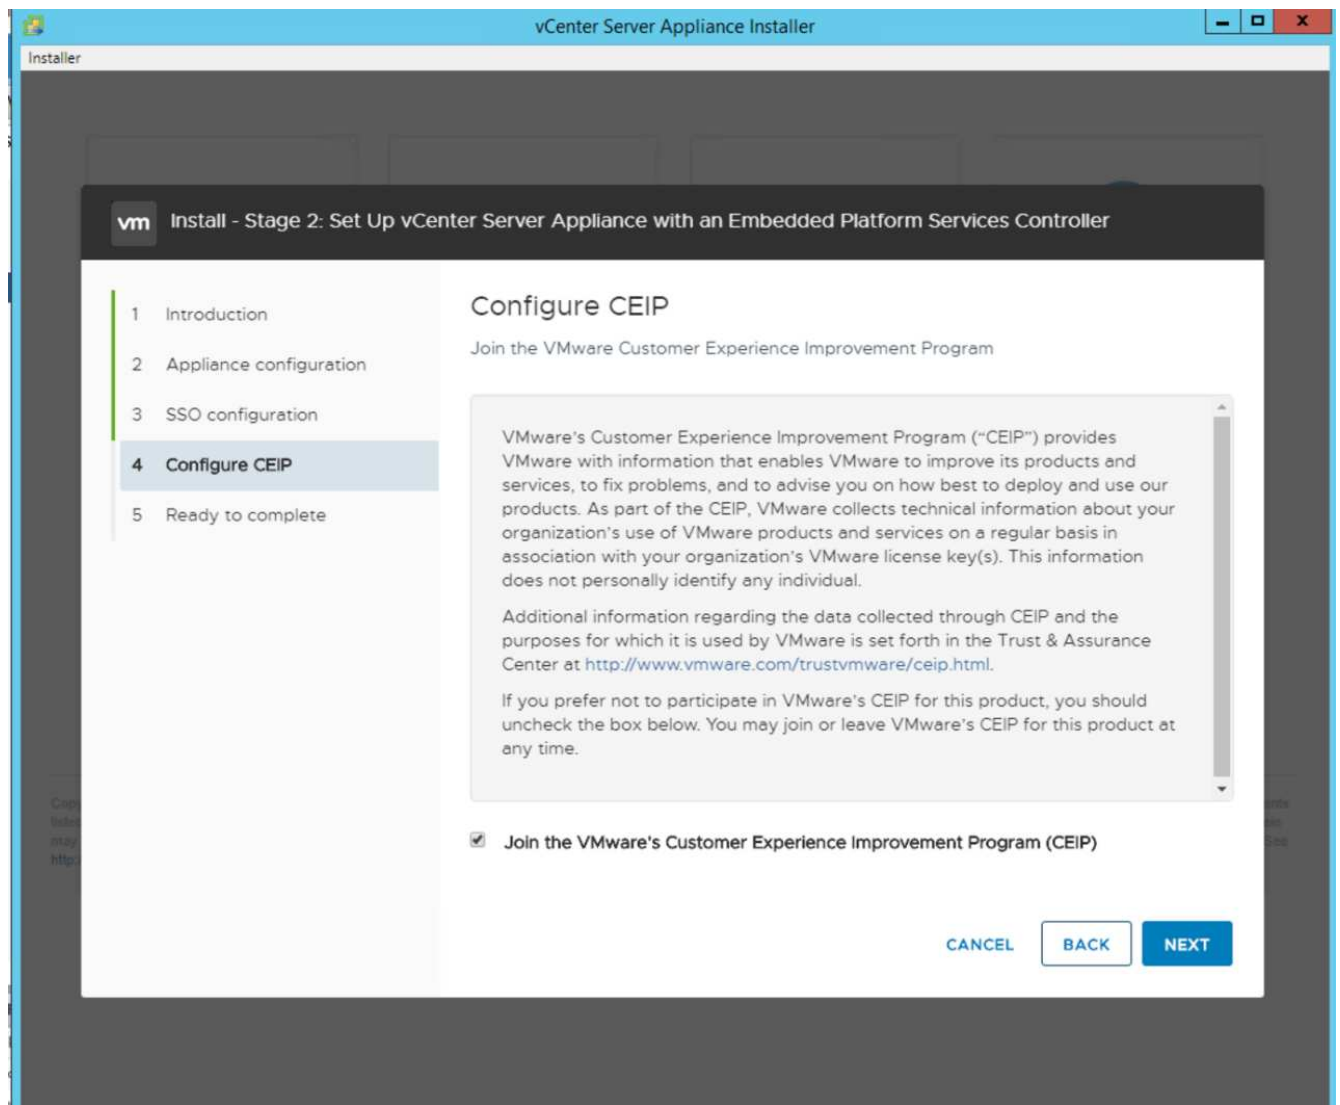 vCenter Server Appliance Installer
Installer
vm Install - Stage 2: Set Up vCenter Server Appliance with an Embedded Platform Services Controller
1 Introduction
2 Appliance configuration
3 SSO configuration
4 Configure CEIP
5 Ready to complete
Configure CEIP
Join the VMware Customer Experience Improvement Program
VMware's Customer Experience Improvement Program (“CEIP”) provides
VMware with information that enables VMware to improve its products and
services, to fix problems, and to advise you on how best to deploy and use our
products. As part of the CEIP, VMware collects technical information about your
organization's use of VMware products and services on a regular basis in
association with your organization's VMware license key(s). This information
does not personally identify any individual.
Additional information regarding the data collected through CEIP and the
purposes for which it is used by VMware is set forth in the Trust & Assurance
Center at http://www.vmware.com/trustvmware/ceip.html.
If you prefer not to participate in VMware's CEIP for this product, you should
uncheck the box below. You may join or leave VMware's CEIP for this product at
any time.
Join the VMware's Customer Experience Improvement Program (CEIP)
CANCEL BACK NEXT